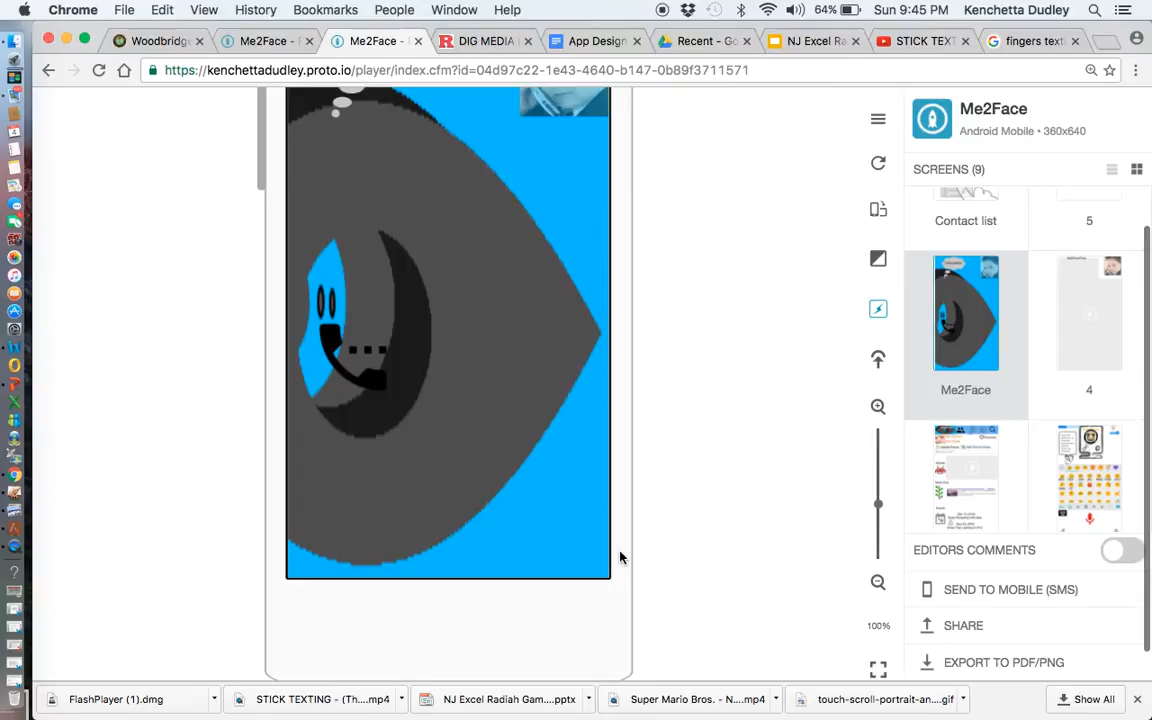 Chrome File Edit View History Bookmarks People Window Help
64% Sun 9:45 PM Kenchetta Dudley
Woodbridg
Me2Face - F
Me2Face -
DIG MEDIA
App Design
Recent - Go
NJ Excel Ra
STICK TEXT
fingers text
https://kenchettadudley.proto.io/player/index.cfm?id=04d97c22-1e43-4640-b147-0b89f3711571
Me2Face
Android Mobile • 360x640
SCREENS (9)
Contact list
5
Me2Face
4
EDITORS COMMENTS
SEND TO MOBILE (SMS)
SHARE
EXPORT TO PDF/PNG
100%
FlashPlayer (1).dmg
STICK TEXTING - (Th....mp4
NJ Excel Radiah Gam....pptx
Super Mario Bros. - N....mp4
touch-scroll-portrait-an....gif
Show All